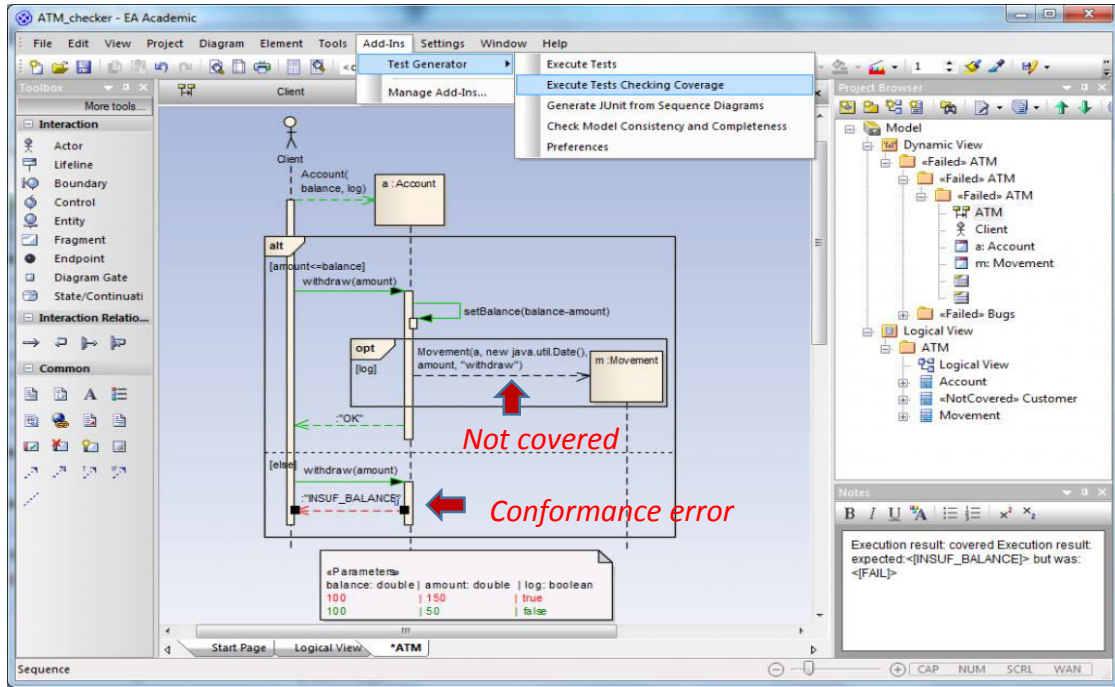 ATM_checker - EA Academic
File Edit View Project Diagram Element Tools Add-Ins Settings Window Help
Test Generator
Manage Add-Ins...
Execute Tests
Execute Tests Checking Coverage
Generate JUnit from Sequence Diagrams
Check Model Consistency and Completeness
Preferences
1
Toolbox
More tools...
Interaction
Actor
Lifeline
Boundary
Control
Entity
Fragment
Endpoint
Diagram Gate
State/Continuati
Interaction Relatio...
Common
Client
Client
Account(
balance, log)
a :Account
alt
[amount<=balance]
withdraw(amount)
setBalance(balance-amount)
opt
[log]
Movement(a, new java.util.Date(),
amount, "withdraw")
m :Movement
:"OK"
Not covered
[else]
withdraw(amount)
:"INSUF_BALANCE"
Conformance error
«Parameters»
balance: double | amount: double | log: boolean
100 | 150 | true
100 | 50 | false
Start Page Logical View *ATM
Project Browser
Model
Dynamic View
«Failed» ATM
«Failed» ATM
«Failed» ATM
ATM
Client
a: Account
m: Movement
«Failed» Bugs
Logical View
ATM
Logical View
Account
«NotCovered» Customer
Movement
Notes
B I U A x² x₂
Execution result: covered Execution result:
expected:<[INSUF_BALANCE]> but was:
<[FAIL]>
Sequence
CAP NUM SCRL WAN